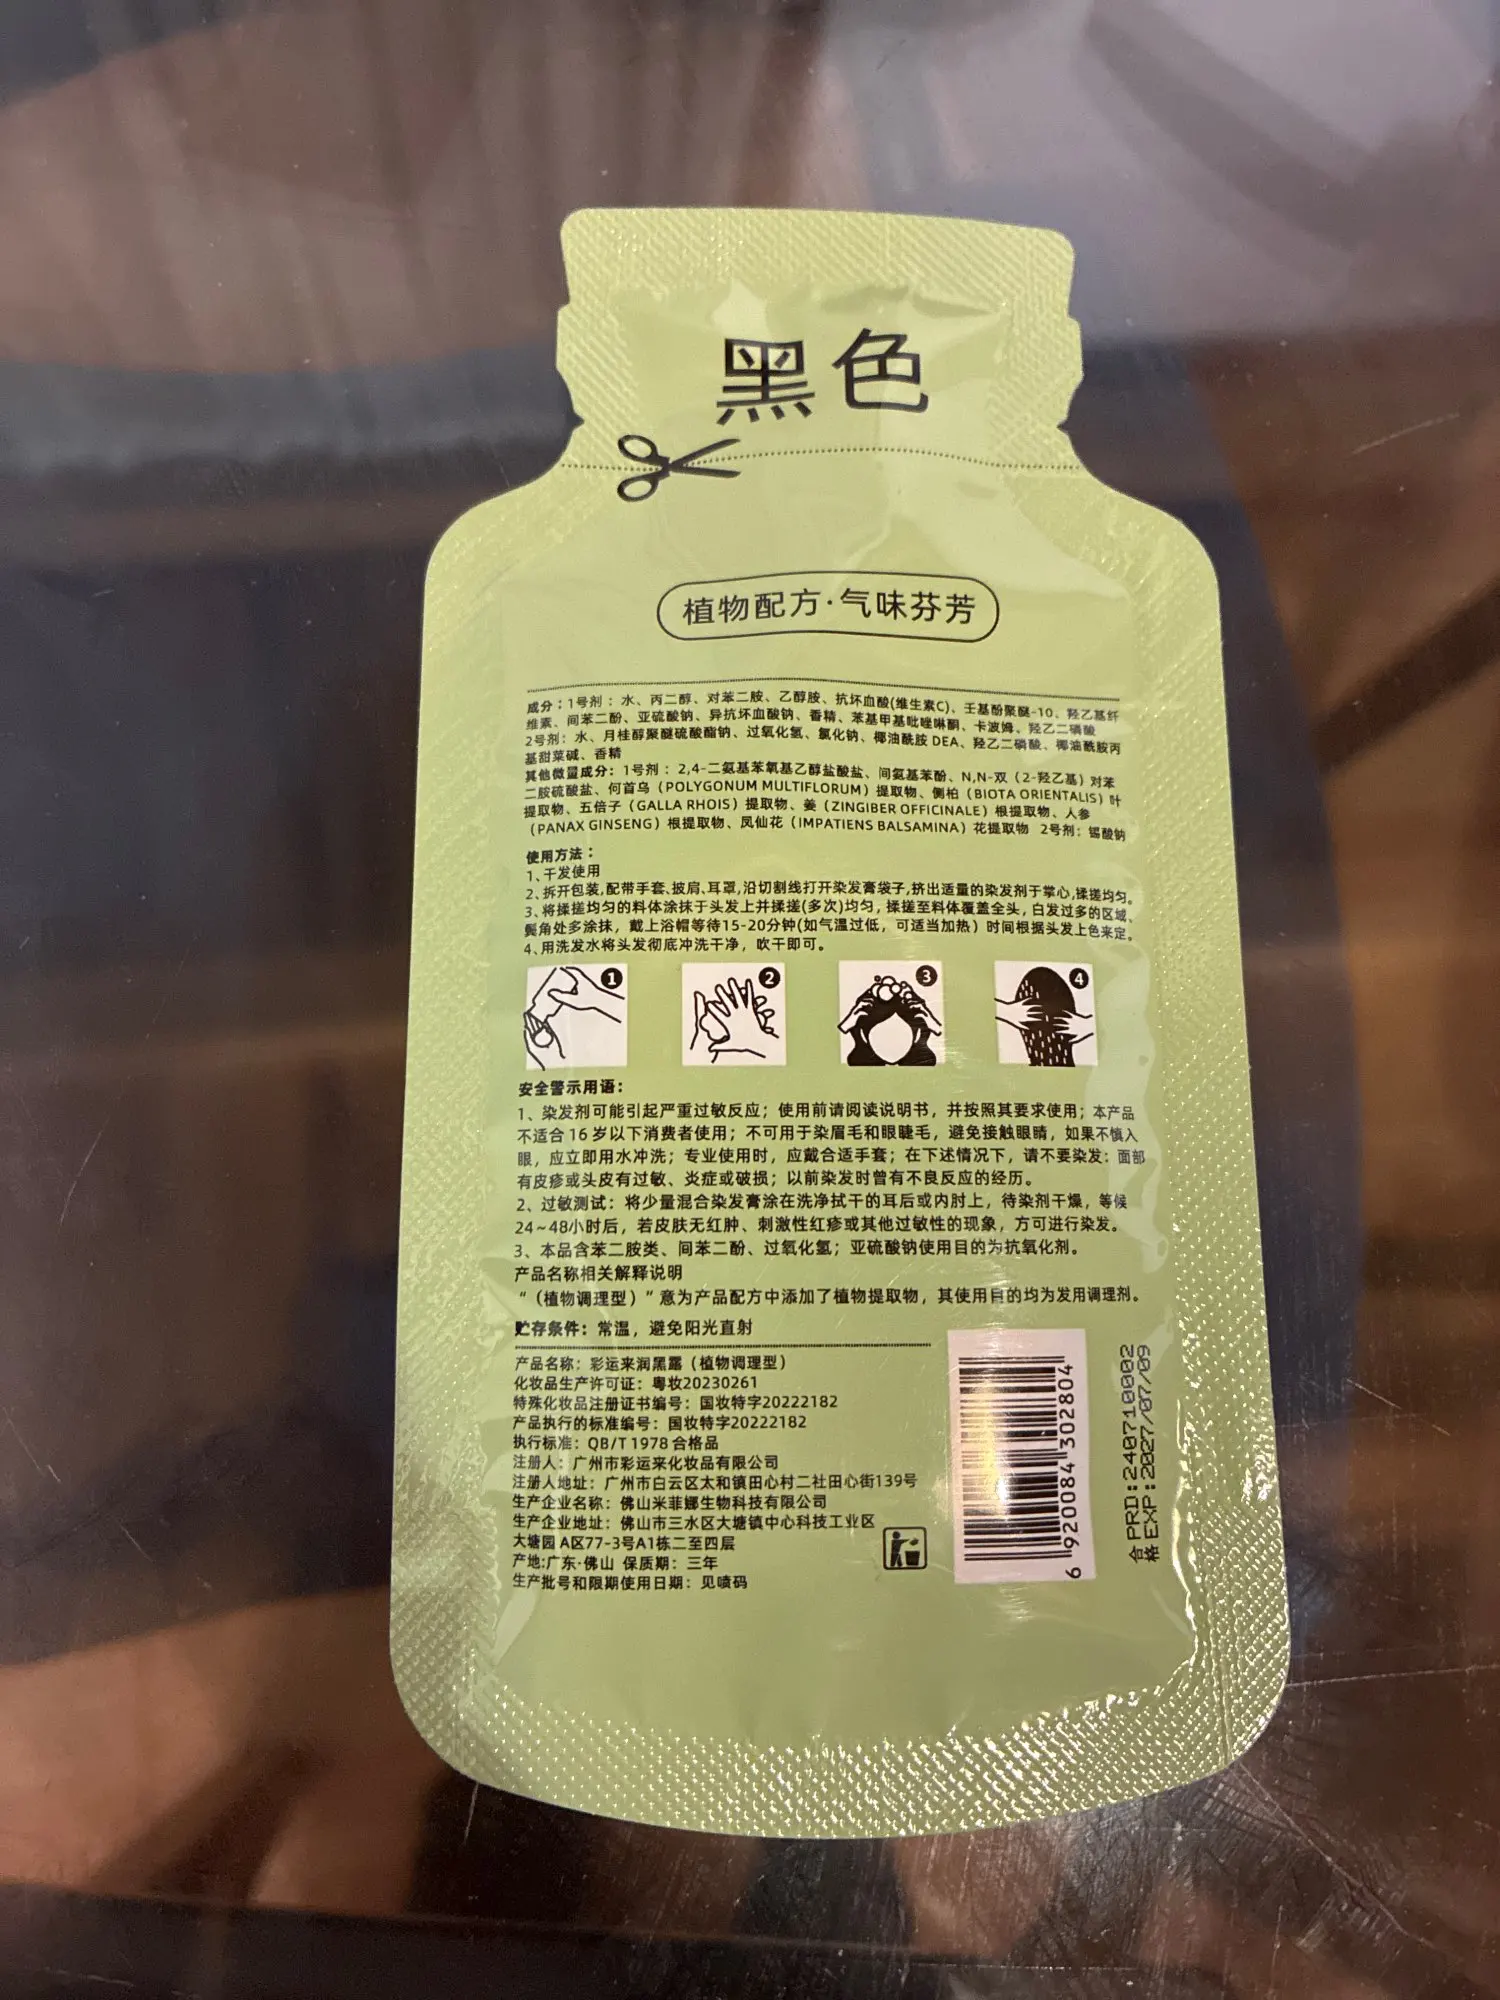 黑色
植物配方·气味芬芳
成分：1号剂：水、丙二醇、对苯二胺、乙醇胺、抗坏血酸(维生素C)、壬基酚聚醚-10、羟乙基纤
维素、间苯二酚、亚硫酸钠、异抗坏血酸钠、香精、苯基甲基吡唑啉酮、卡波姆、羟乙二磷酸
2号剂：水、月桂醇聚醚硫酸酯钠、过氧化氢、氯化钠、椰油酰胺 DEA、羟乙二磷酸、椰油酰胺丙
基甜菜碱、香精
其他微量成分：1号剂：2,4-二氨基苯氧基乙醇盐酸盐、间氨基苯酚、N,N-双（2-羟乙基）对苯
二胺硫酸盐、何首乌（POLYGONUM MULTIFLORUM）提取物、侧柏（BIOTA ORIENTALIS）叶
提取物、五倍子（GALLA RHOIS）提取物、姜（ZINGIBER OFFICINALE）根提取物、人参
（PANAX GINSENG）根提取物、凤仙花（IMPATIENS BALSAMINA）花提取物 2号剂：锡酸钠
使用方法：
1、干发使用
2、拆开包装,配带手套、披肩、耳罩,沿切割线打开染发膏袋子,挤出适量的染发剂于掌心,揉搓均匀。
3、将揉搓均匀的料体涂抹于头发上并揉搓(多次)均匀，揉搓至料体覆盖全头，白发过多的区域、
鬓角处多涂抹，戴上浴帽等待15-20分钟(如气温过低，可适当加热）时间根据头发上色来定。
4、用洗发水将头发彻底冲洗干净，吹干即可。
1 2 3 4
安全警示用语：
1、染发剂可能引起严重过敏反应；使用前请阅读说明书，并按照其要求使用；本产品
不适合 16 岁以下消费者使用；不可用于染眉毛和眼睫毛，避免接触眼睛，如果不慎入
眼，应立即用水冲洗；专业使用时，应戴合适手套；在下述情况下，请不要染发：面部
有皮疹或头皮有过敏、炎症或破损；以前染发时曾有不良反应的经历。
2、过敏测试：将少量混合染发膏涂在洗净拭干的耳后或内肘上，待染剂干燥，等候
24~48小时后，若皮肤无红肿、刺激性红疹或其他过敏性的现象，方可进行染发。
3、本品含苯二胺类、间苯二酚、过氧化氢；亚硫酸钠使用目的为抗氧化剂。
产品名称相关解释说明
“（植物调理型）”意为产品配方中添加了植物提取物，其使用目的均为发用调理剂。
贮存条件：常温，避免阳光直射
产品名称：彩运来润黑露（植物调理型）
化妆品生产许可证：粤妆20230261
特殊化妆品注册证书编号：国妆特字20222182
产品执行的标准编号：国妆特字20222182
执行标准：QB/T 1978 合格品
注册人：广州市彩运来化妆品有限公司
注册人地址：广州市白云区太和镇田心村二社田心街139号
生产企业名称：佛山米菲娜生物科技有限公司
生产企业地址：佛山市三水区大塘镇中心科技工业区
大塘园 A区77-3号A1栋二至四层
产地:广东·佛山 保质期：三年
生产批号和限期使用日期：见喷码
6 920084 302804
合 PRD:240710002
格 EXP:2027/07/09